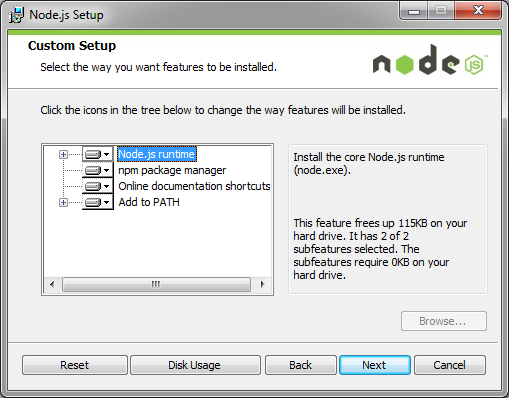 Node.js Setup
Custom Setup
Select the way you want features to be installed.
node
JS
Click the icons in the tree below to change the way features will be installed.
Node.js runtime
npm package manager
Online documentation shortcuts
Add to PATH
Install the core Node.js runtime
(node.exe).
This feature frees up 115KB on your
hard drive. It has 2 of 2
subfeatures selected. The
subfeatures require 0KB on your
hard drive.
Browse...
Reset
Disk Usage
Back
Next
Cancel